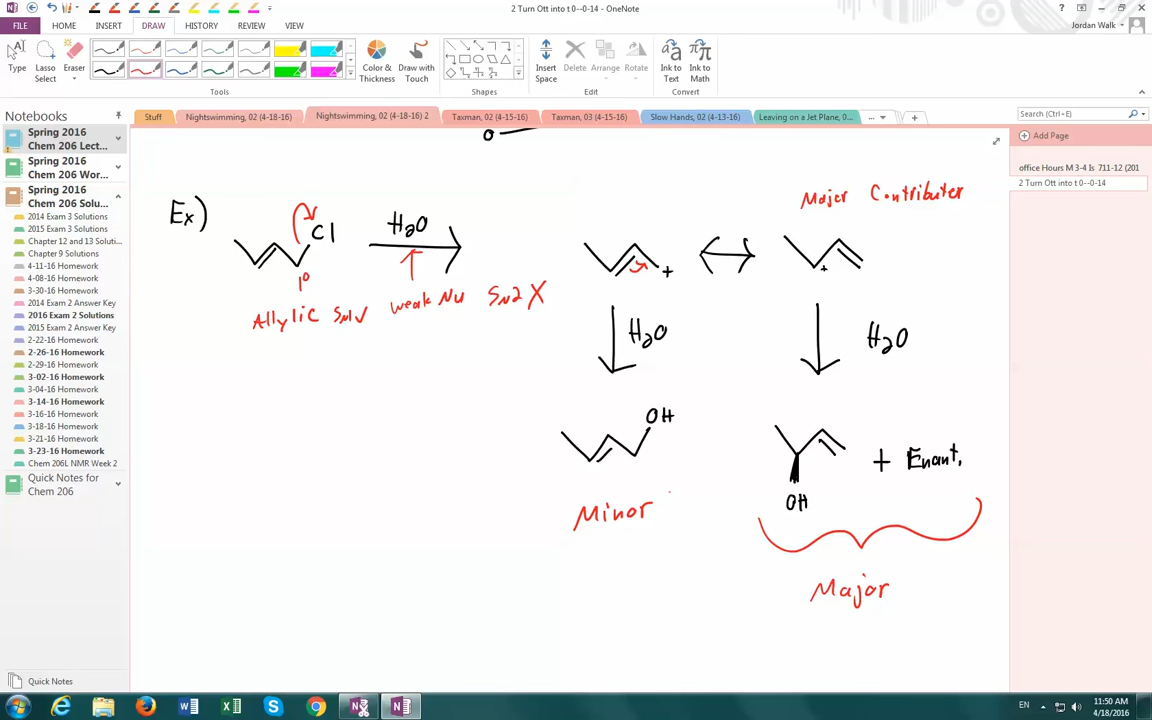 2 Turn Ott into t 0--0-14 - OneNote
Jordan Walk
FILE HOME INSERT DRAW HISTORY REVIEW VIEW
Type
Lasso Select
Eraser
Color & Thickness
Draw with Touch
Insert Space
Delete
Arrange
Rotate
Ink to Text
Ink to Math
Tools
Shapes
Edit
Convert
Notebooks
Stuff
Nightswimming, 02 (4-18-16)
Nightswimming, 02 (4-18-16) 2
Taxman, 02 (4-15-16)
Taxman, 03 (4-15-16)
Slow Hands, 02 (4-13-16)
Leaving on a Jet Plane, 0...
...
Search (Ctrl+E)
Add Page
office Hours M 3-4 Is 711-12 (201
2 Turn Ott into t 0--0-14
Spring 2016
Chem 206 Lect...
Spring 2016
Chem 206 Wor...
Spring 2016
Chem 206 Solu...
2014 Exam 3 Solutions
2015 Exam 3 Solutions
Chapter 12 and 13 Soluti...
Chapter 9 Solutions
4-11-16 Homework
4-08-16 Homework
3-30-16 Homework
2014 Exam 2 Answer Key
2016 Exam 2 Solutions
2015 Exam 2 Answer Key
2-22-16 Homework
2-26-16 Homework
2-29-16 Homework
3-02-16 Homework
3-04-16 Homework
3-14-16 Homework
3-16-16 Homework
3-18-16 Homework
3-21-16 Homework
3-23-16 Homework
Chem 206L NMR Week 2
Quick Notes for
Chem 206
Quick Notes
Major Contributer
Ex)
Cl
H2O
1°
Allylic SN1 weak Nu SN2 X
+
+
H2O
H2O
OH
OH
+ Enant.
Minor
Major
EN
11:50 AM
4/18/2016